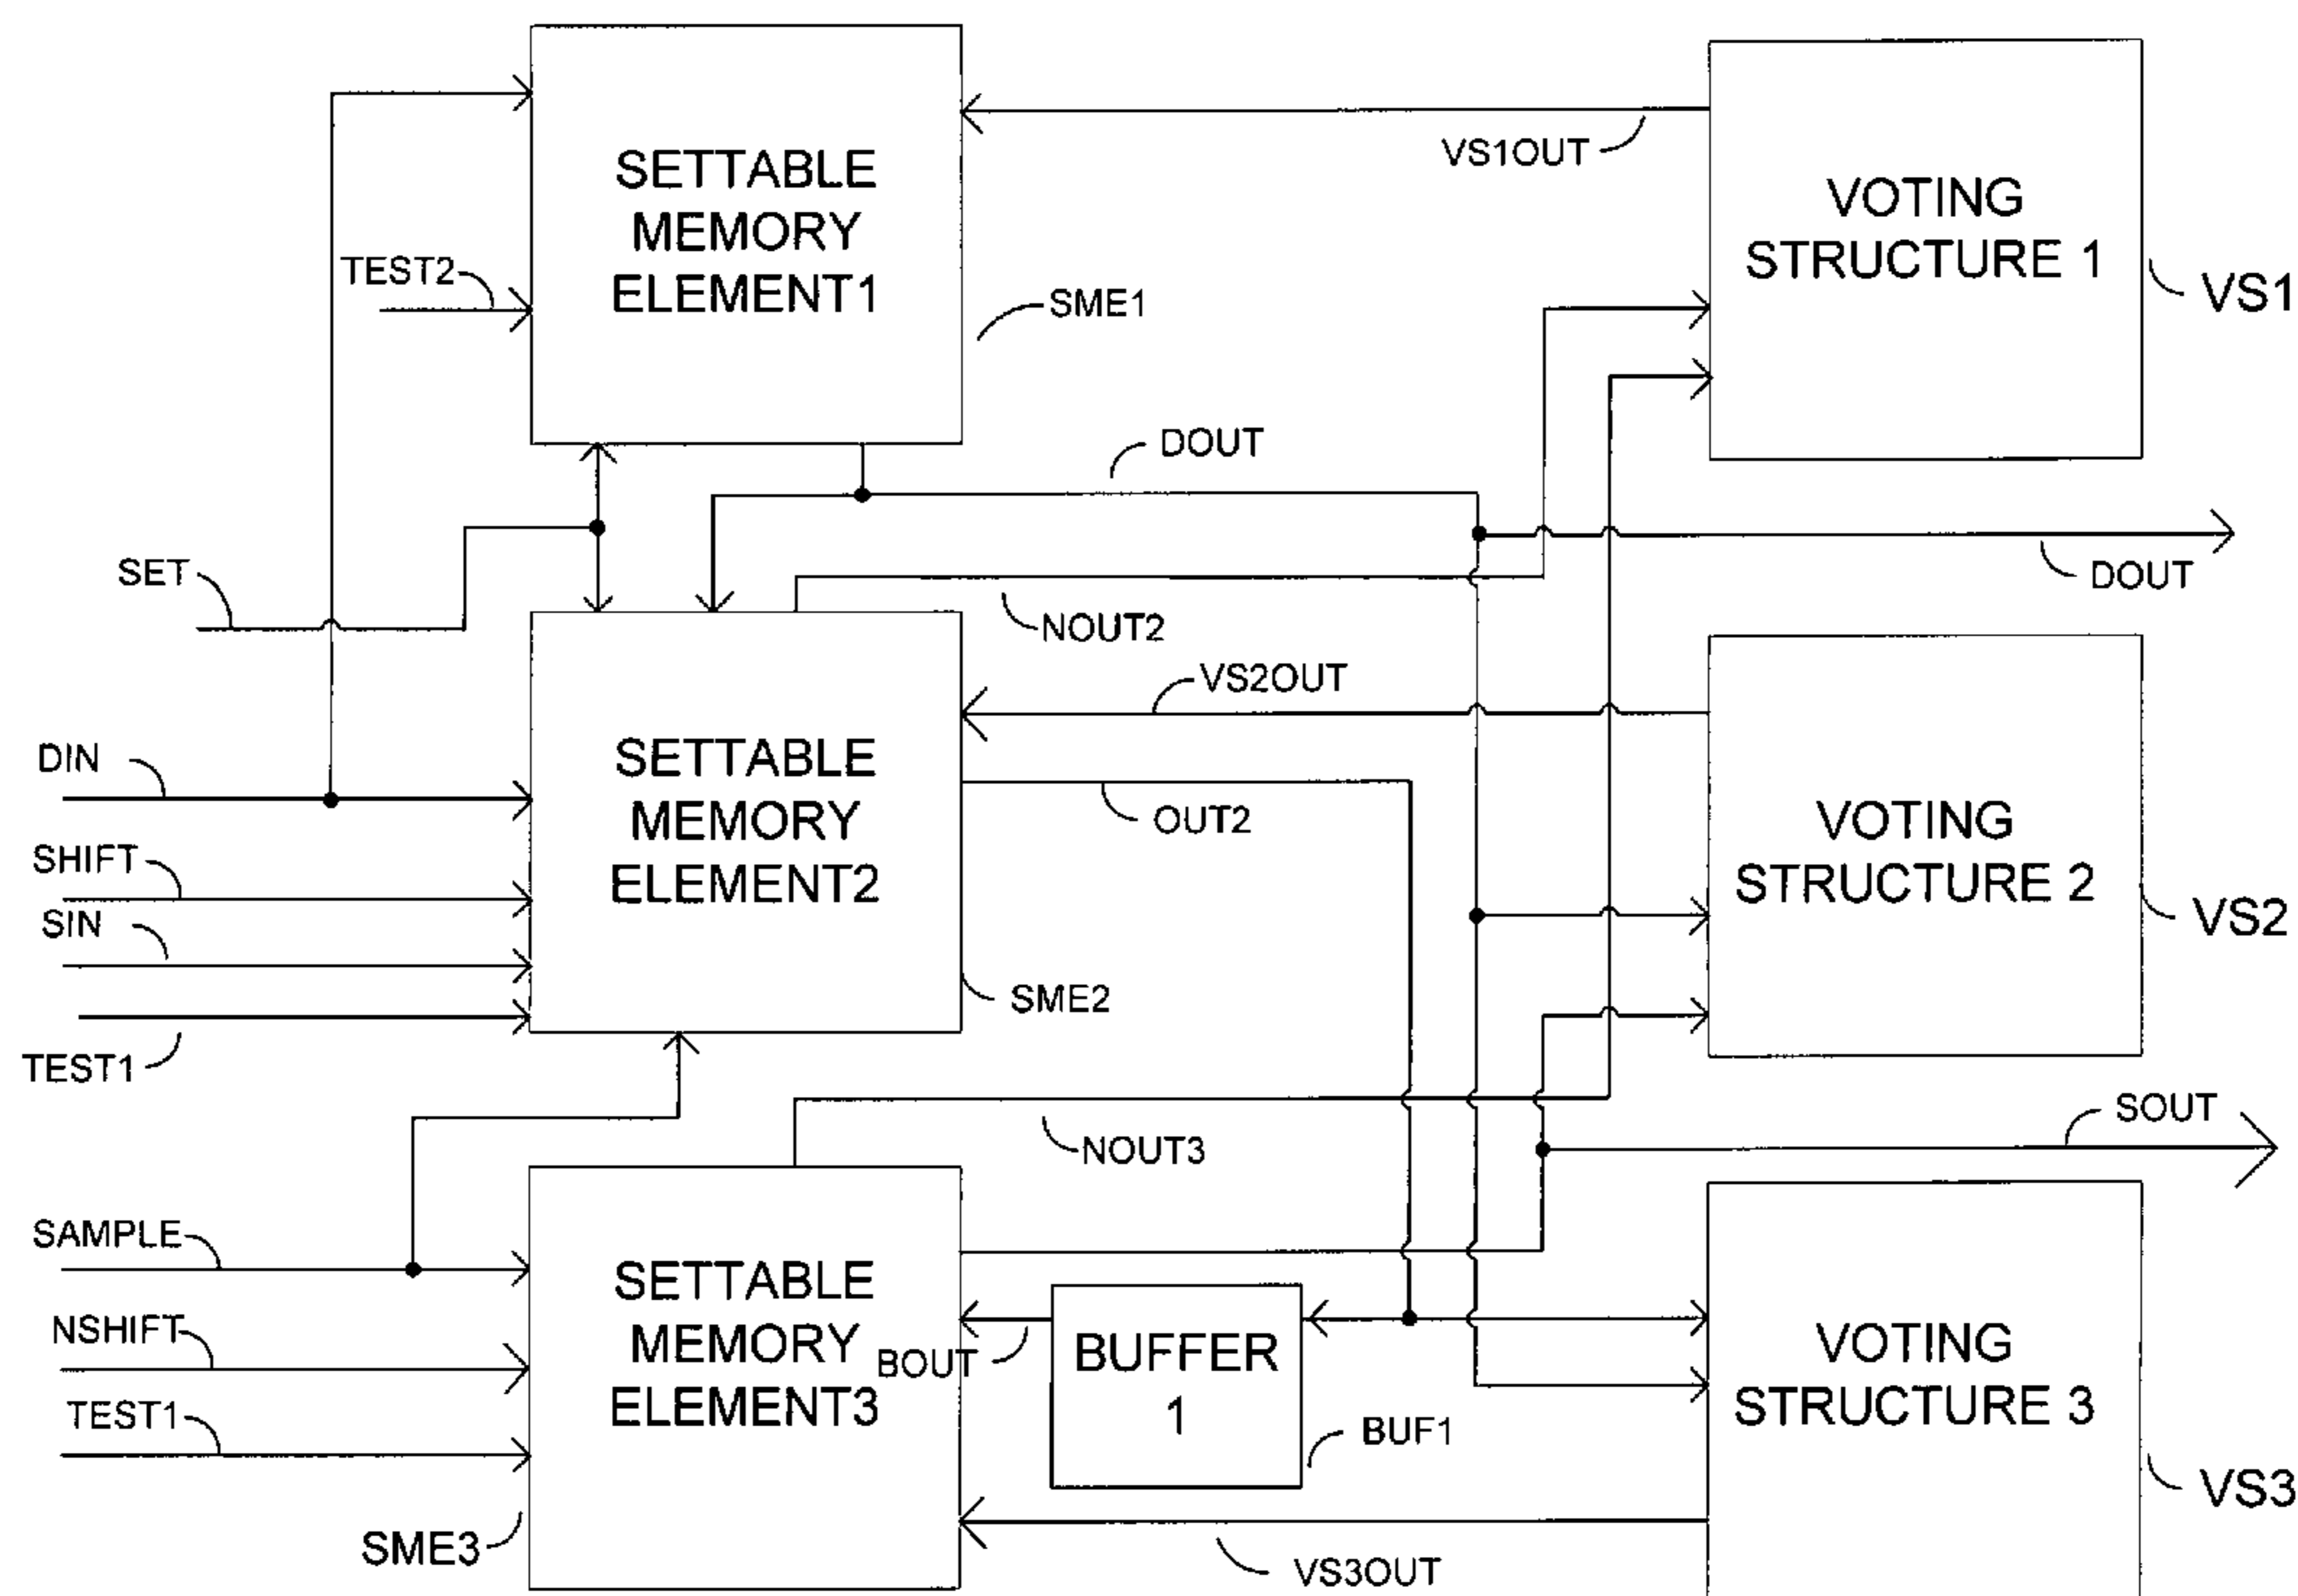 SETTABLE
MEMORY
ELEMENT1
VS1OUT
VOTING
STRUCTURE 1
TEST2
SME1
VS1
DOUT
SET
DOUT
NOUT2
VS2OUT
DIN
SETTABLE
MEMORY
ELEMENT2
OUT2
VOTING
STRUCTURE 2
SHIFT
SIN
SME2
VS2
TEST1
NOUT3
SOUT
SAMPLE
SETTABLE
MEMORY
ELEMENT3
NSHIFT
BOUT
BUFFER
1
VOTING
STRUCTURE 3
TEST1
BUF1
VS3
SME3
VS3OUT